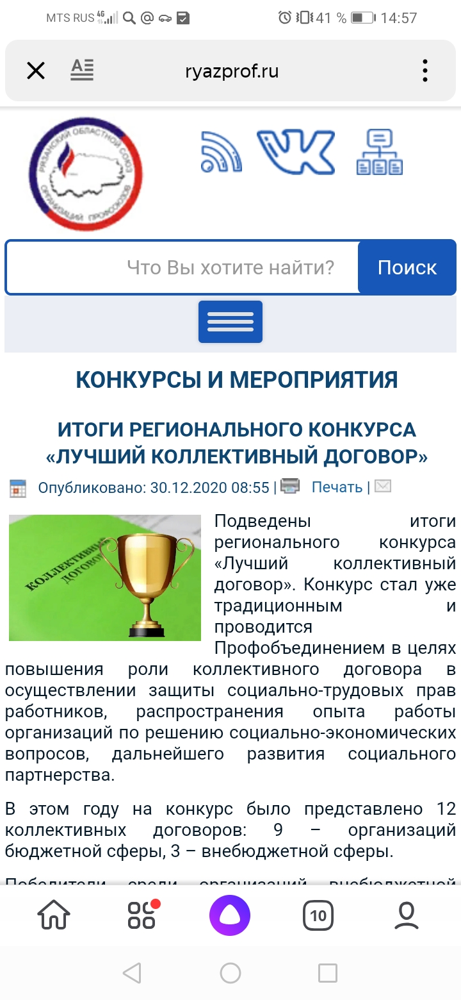 MTS RUS 4G 41 % 14:57
ryazprof.ru
РЯЗАНСКИЙ ОБЛАСТНОЙ СОЮЗ
ОРГАНИЗАЦИЙ ПРОФСОЮЗОВ
Что Вы хотите найти?
Поиск
КОНКУРСЫ И МЕРОПРИЯТИЯ
ИТОГИ РЕГИОНАЛЬНОГО КОНКУРСА
«ЛУЧШИЙ КОЛЛЕКТИВНЫЙ ДОГОВОР»
Опубликовано: 30.12.2020 08:55 | Печать |
КОЛЛЕКТИВНЫЙ
ДОГОВОР
Подведены итоги
регионального конкурса
«Лучший коллективный
договор». Конкурс стал уже
традиционным и
проводится
Профобъединением в целях
повышения роли коллективного договора в
осуществлении защиты социально-трудовых прав
работников, распространения опыта работы
организаций по решению социально-экономических
вопросов, дальнейшего развития социального
партнерства.
В этом году на конкурс было представлено 12
коллективных договоров: 9 – организаций
бюджетной сферы, 3 – внебюджетной сферы.
Победители среди организаций внебюджетной
10